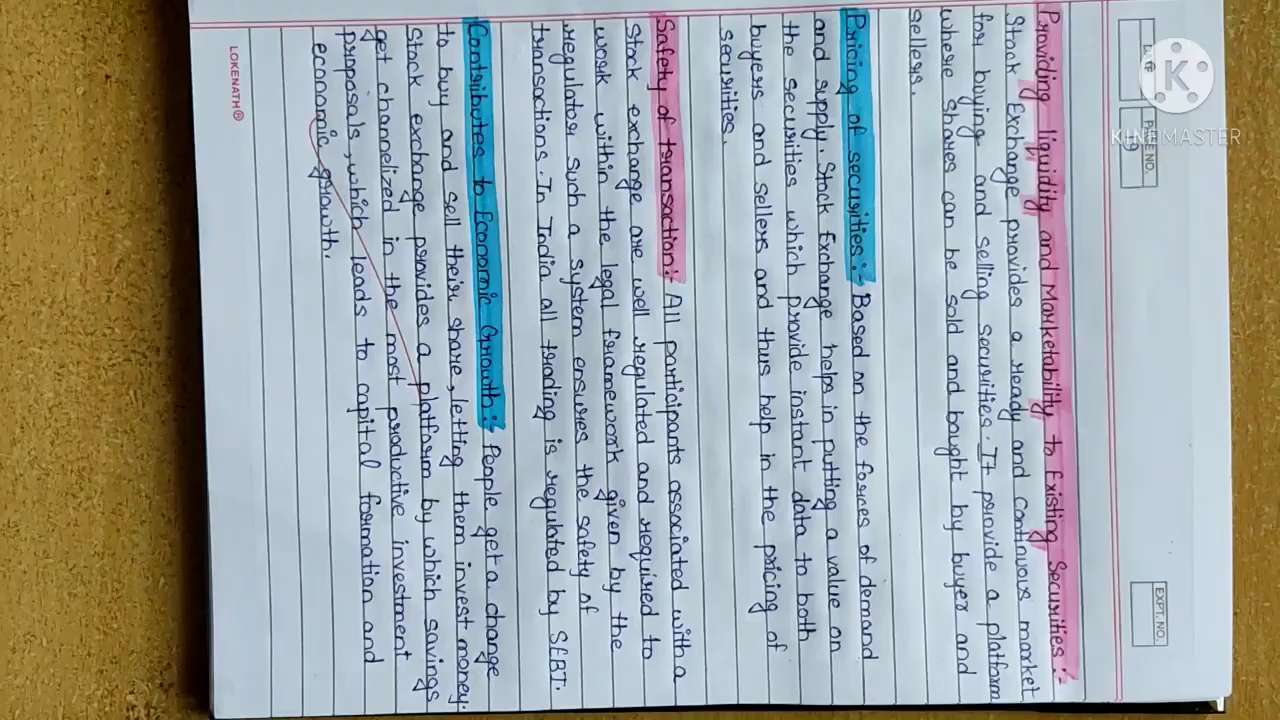 DATE
PAGE NO.
29
EXPT. NO.
KINEMASTER
Providing liquidity and Marketability to Existing Securities :-
Stock Exchange provides a ready and continuous market
for buying and selling securities. It provide a platform
where shares can be sold and bought by buyer and
sellers.
Pricing of securities:- Based on the forces of demand
and supply. Stock Exchange helps in putting a value on
the securities which provide instant data to both
buyers and sellers and thus help in the pricing of
securities.
Safety of transaction:- All participants associated with a
stock exchange are well regulated and required to
work within the legal framework given by the
regulator such a system ensures the safety of
transactions. In India all trading is regulated by SEBI.
Contributes to Economic Growth:- People get a change
to buy and sell their share, letting them invest money.
Stock exchange provides a platform by which savings
get channelized in the most productive investment
proposals, which leads to capital formation and
economic growth.
LOKENATH®